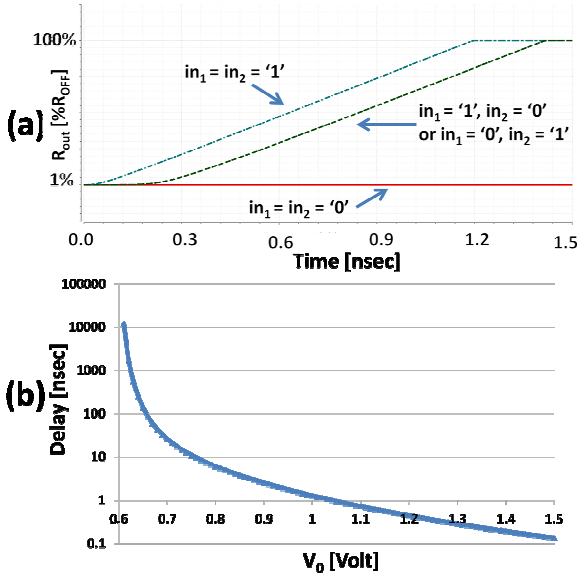 100%
in1 = in2 = ‘1’
in1 = ‘1’, in2 = ‘0’
or in1 = ‘0’, in2 = ‘1’
(a)
Rout [%ROFF]
1%
in1 = in2 = ‘0’
0.0 0.3 0.6 0.9 1.2 1.5
Time [nsec]
100000
10000
1000
(b)
Delay [nsec]
100
10
1
0.6 0.7 0.8 0.9 1 1.1 1.2 1.3 1.4 1.5
0.1
V0 [Volt]